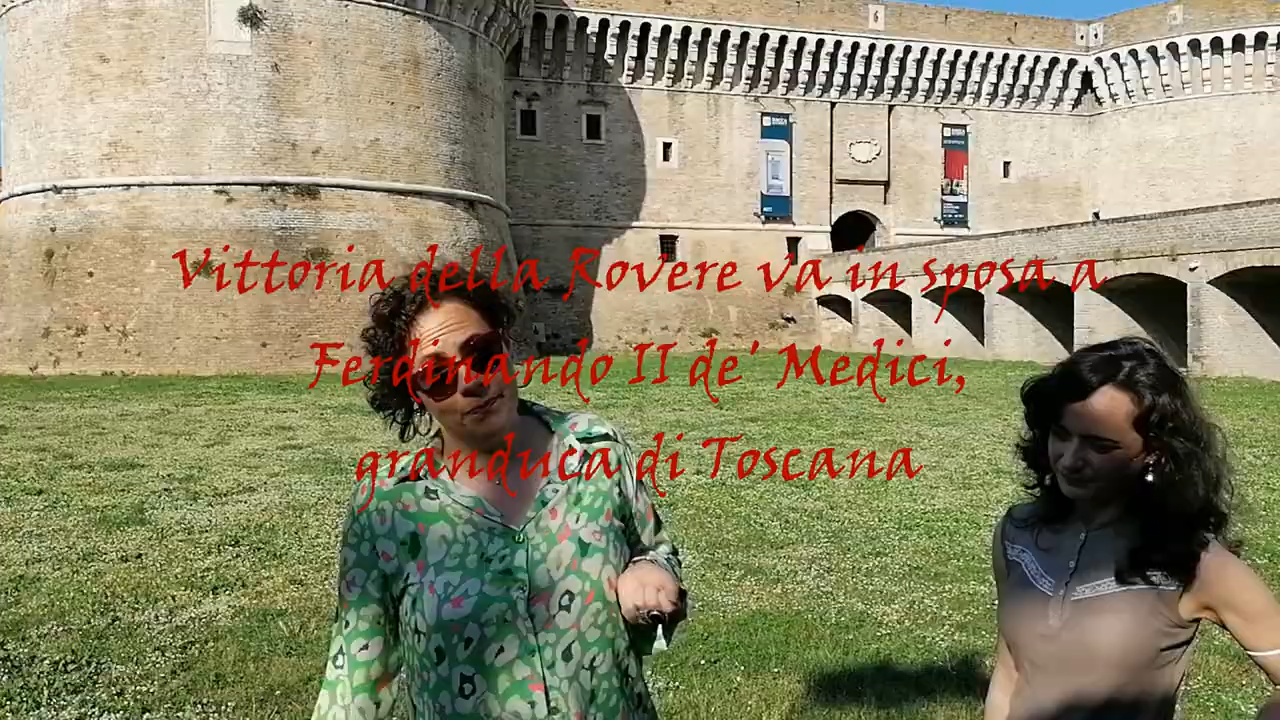 Vittoria della Rovere va in sposa a
Ferdinando II de' Medici,
granduca di Toscana